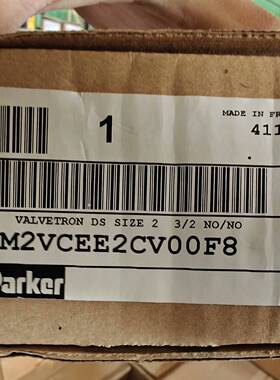 MADE IN FR
1
411
VALVETRON DS SIZE 2 3/2 NO/NO
M2VCEE2CV00F8
Parker